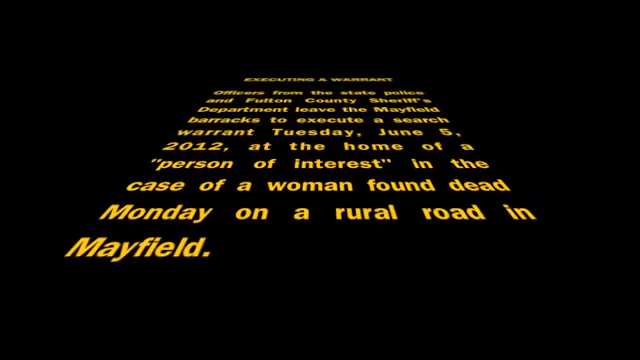 EXECUTING A WARRANT
Officers from the state police
and Fulton County Sheriff's
Department leave the Mayfield
barracks to execute a search
warrant Tuesday, June 5,
2012, at the home of a
"person of interest" in the
case of a woman found dead
Monday on a rural road in
Mayfield.